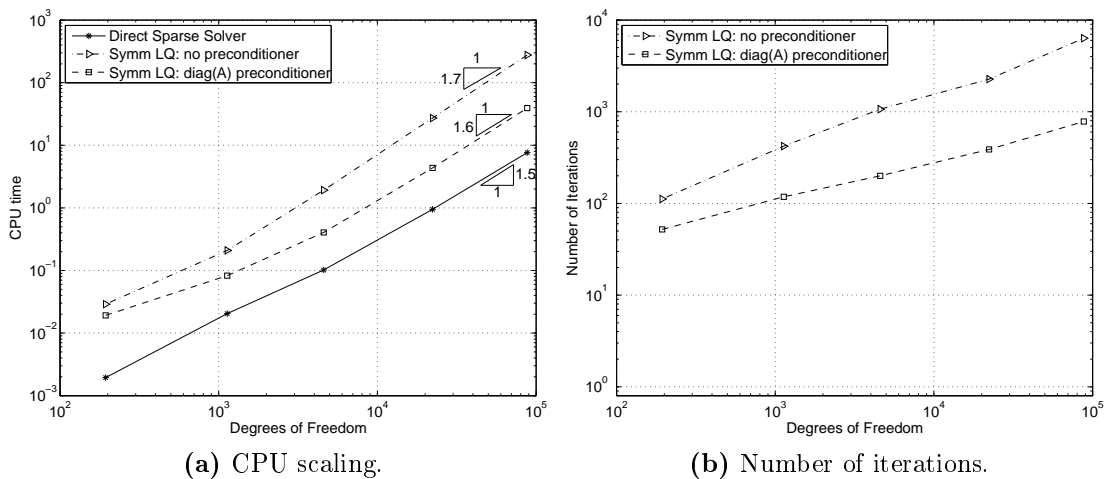 10^3
10^2
10^1
10^0
10^-1
10^-2
10^-3
CPU time
Direct Sparse Solver
Symm LQ: no preconditioner
Symm LQ: diag(A) preconditioner
1
1.7
1
1.6
1.5
1
10^2
10^3
10^4
10^5
Degrees of Freedom
(a) CPU scaling.
10^4
10^3
10^2
10^1
10^0
Number of Iterations
Symm LQ: no preconditioner
Symm LQ: diag(A) preconditioner
10^2
10^3
10^4
10^5
Degrees of Freedom
(b) Number of iterations.